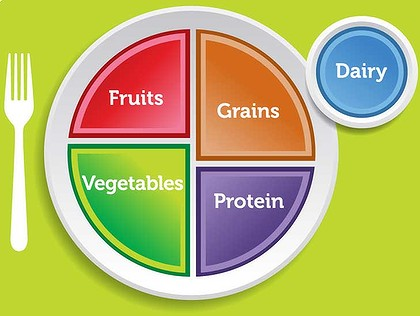 Fruits
Grains
Dairy
Vegetables
Protein